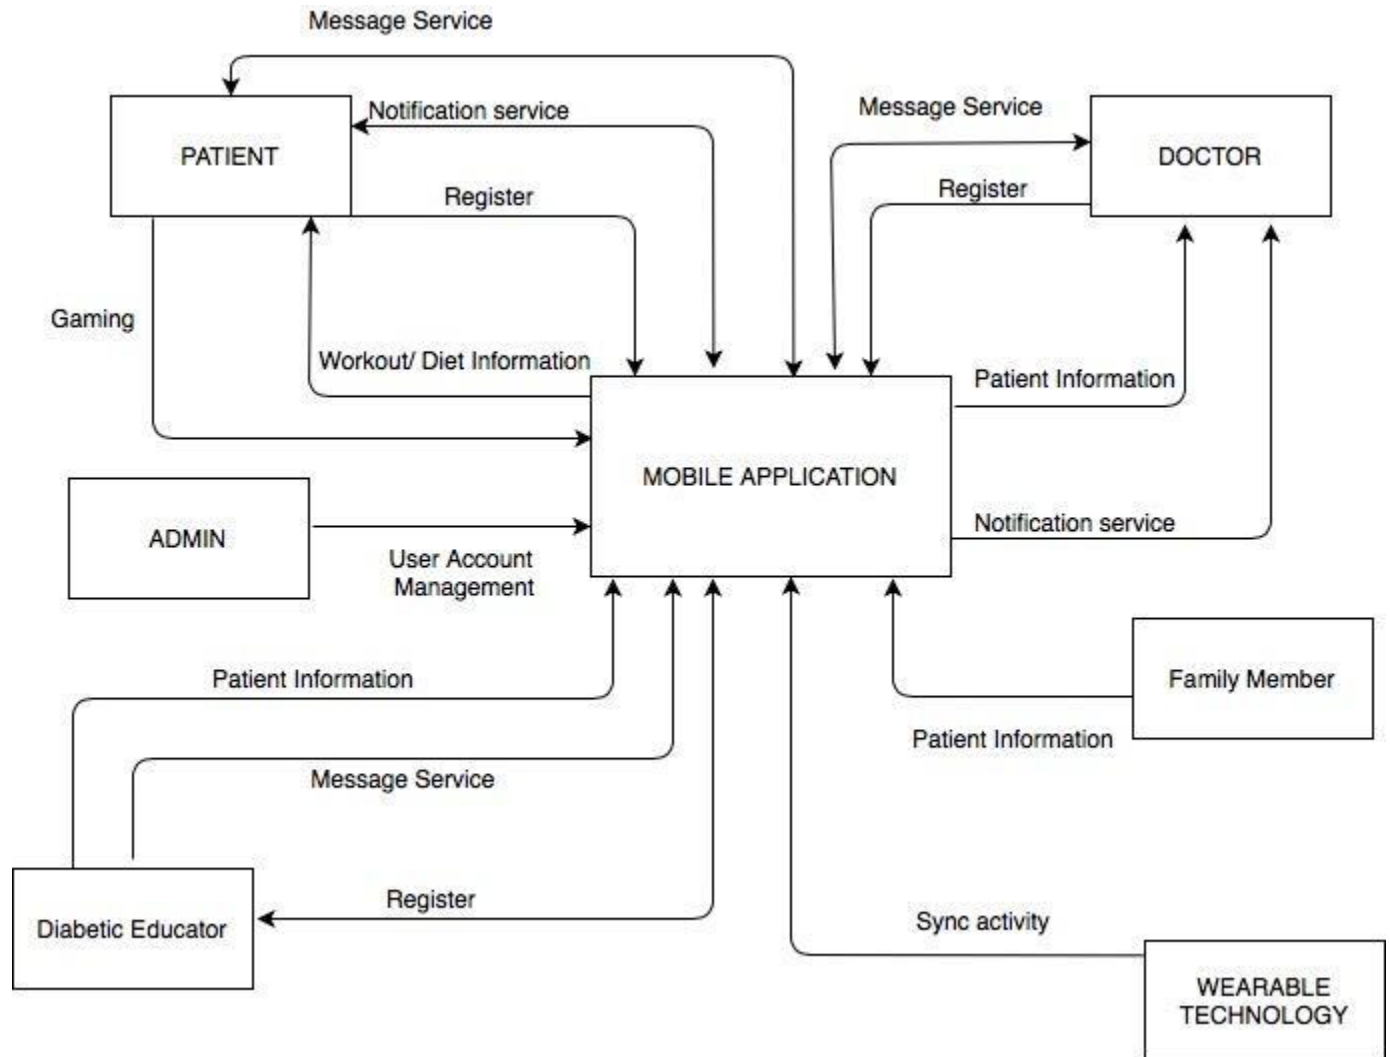 Message Service
Notification service
Message Service
PATIENT
DOCTOR
Register
Register
Gaming
Workout/ Diet Information
Patient Information
MOBILE APPLICATION
Notification service
ADMIN
User Account
Management
Patient Information
Family Member
Patient Information
Message Service
Register
Diabetic Educator
Sync activity
WEARABLE
TECHNOLOGY